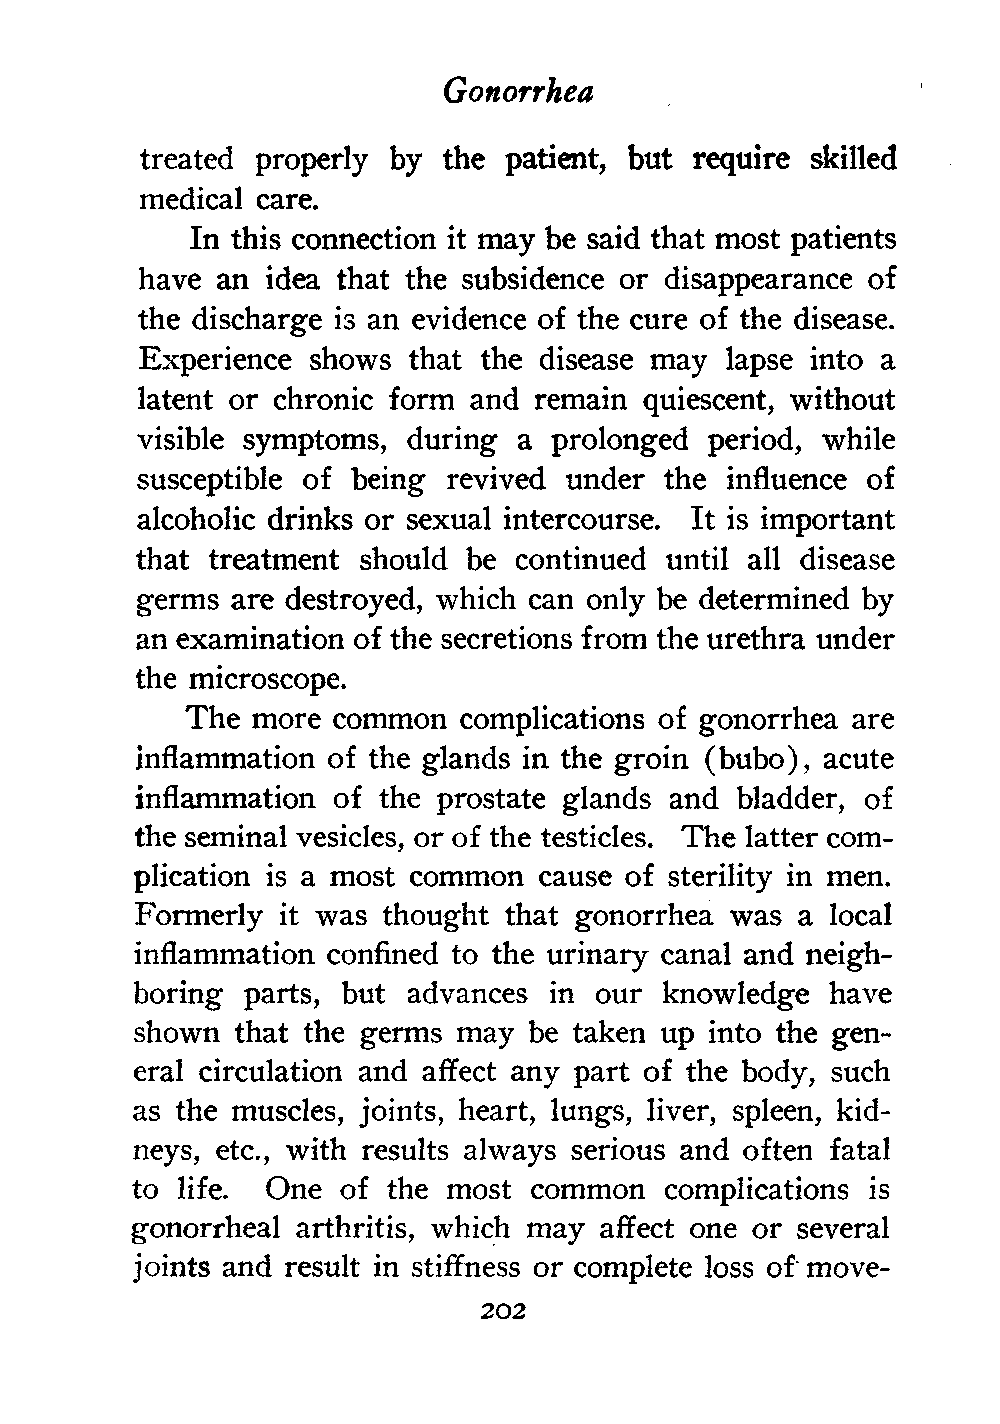 Gonorrhea
treated properly by the patient, but require skilled
medical care.
In this connection it may be said that most patients
have an idea that the subsidence or disappearance of
the discharge is an evidence of the cure of the disease.
Experience shows that the disease may lapse into a
latent or chronic form and remain quiescent, without
visible symptoms, during a prolonged period, while
susceptible of being revived under the influence of
alcoholic drinks or sexual intercourse. It is important
that treatment should be continued until all disease
germs are destroyed, which can only be determined by
an examination of the secretions from the urethra under
the microscope.
The more common complications of gonorrhea are
inflammation of the glands in the groin (bubo), acute
inflammation of the prostate glands and bladder, of
the seminal vesicles, or of the testicles. The latter com-
plication is a most common cause of sterility in men.
Formerly it was thought that gonorrhea was a local
inflammation confined to the urinary canal and neigh-
boring parts, but advances in our knowledge have
shown that the germs may be taken up into the gen-
eral circulation and affect any part of the body, such
as the muscles, joints, heart, lungs, liver, spleen, kid-
neys, etc., with results always serious and often fatal
to life. One of the most common complications is
gonorrheal arthritis, which may affect one or several
joints and result in stiffness or complete loss of move-
202